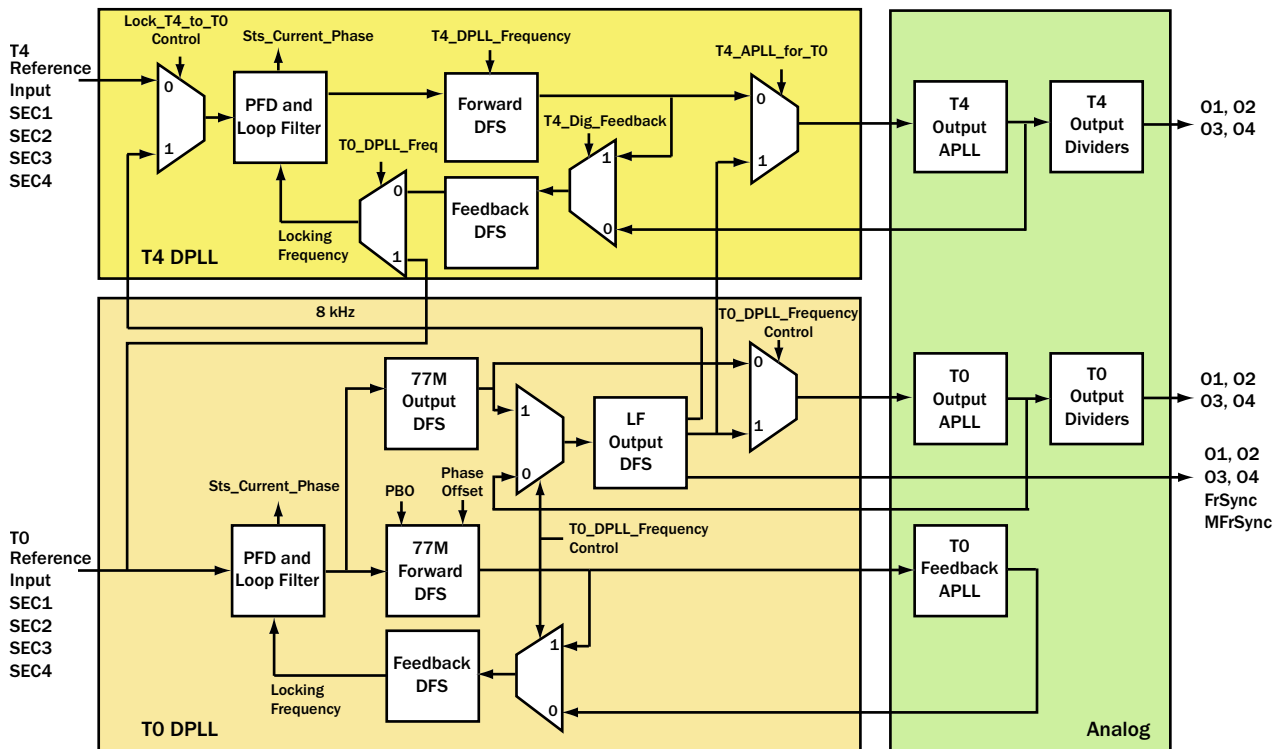 Lock_T4_to_T0
Control
Sts_Current_Phase
T4_DPLL_Frequency
T4_APLL_for_T0
T4
Reference
Input
SEC1
SEC2
SEC3
SEC4
0
1
PFD and
Loop Filter
Forward
DFS
T4_Dig_Feedback
T0_DPLL_Freq
1
0
0
1
Feedback
DFS
0
1
Locking
Frequency
T4 DPLL
T4
Output
APLL
T4
Output
Dividers
O1, O2
O3, O4
8 kHz
T0_DPLL_Frequency
Control
0
1
77M
Output
DFS
1
0
LF
Output
DFS
T0
Output
APLL
T0
Output
Dividers
O1, O2
O3, O4
O1, O2
O3, O4
FrSync
MFrSync
Sts_Current_Phase
PBO
Phase
Offset
T0_DPLL_Frequency
Control
T0
Reference
Input
SEC1
SEC2
SEC3
SEC4
PFD and
Loop Filter
77M
Forward
DFS
T0
Feedback
APLL
1
0
Feedback
DFS
Locking
Frequency
T0 DPLL
Analog